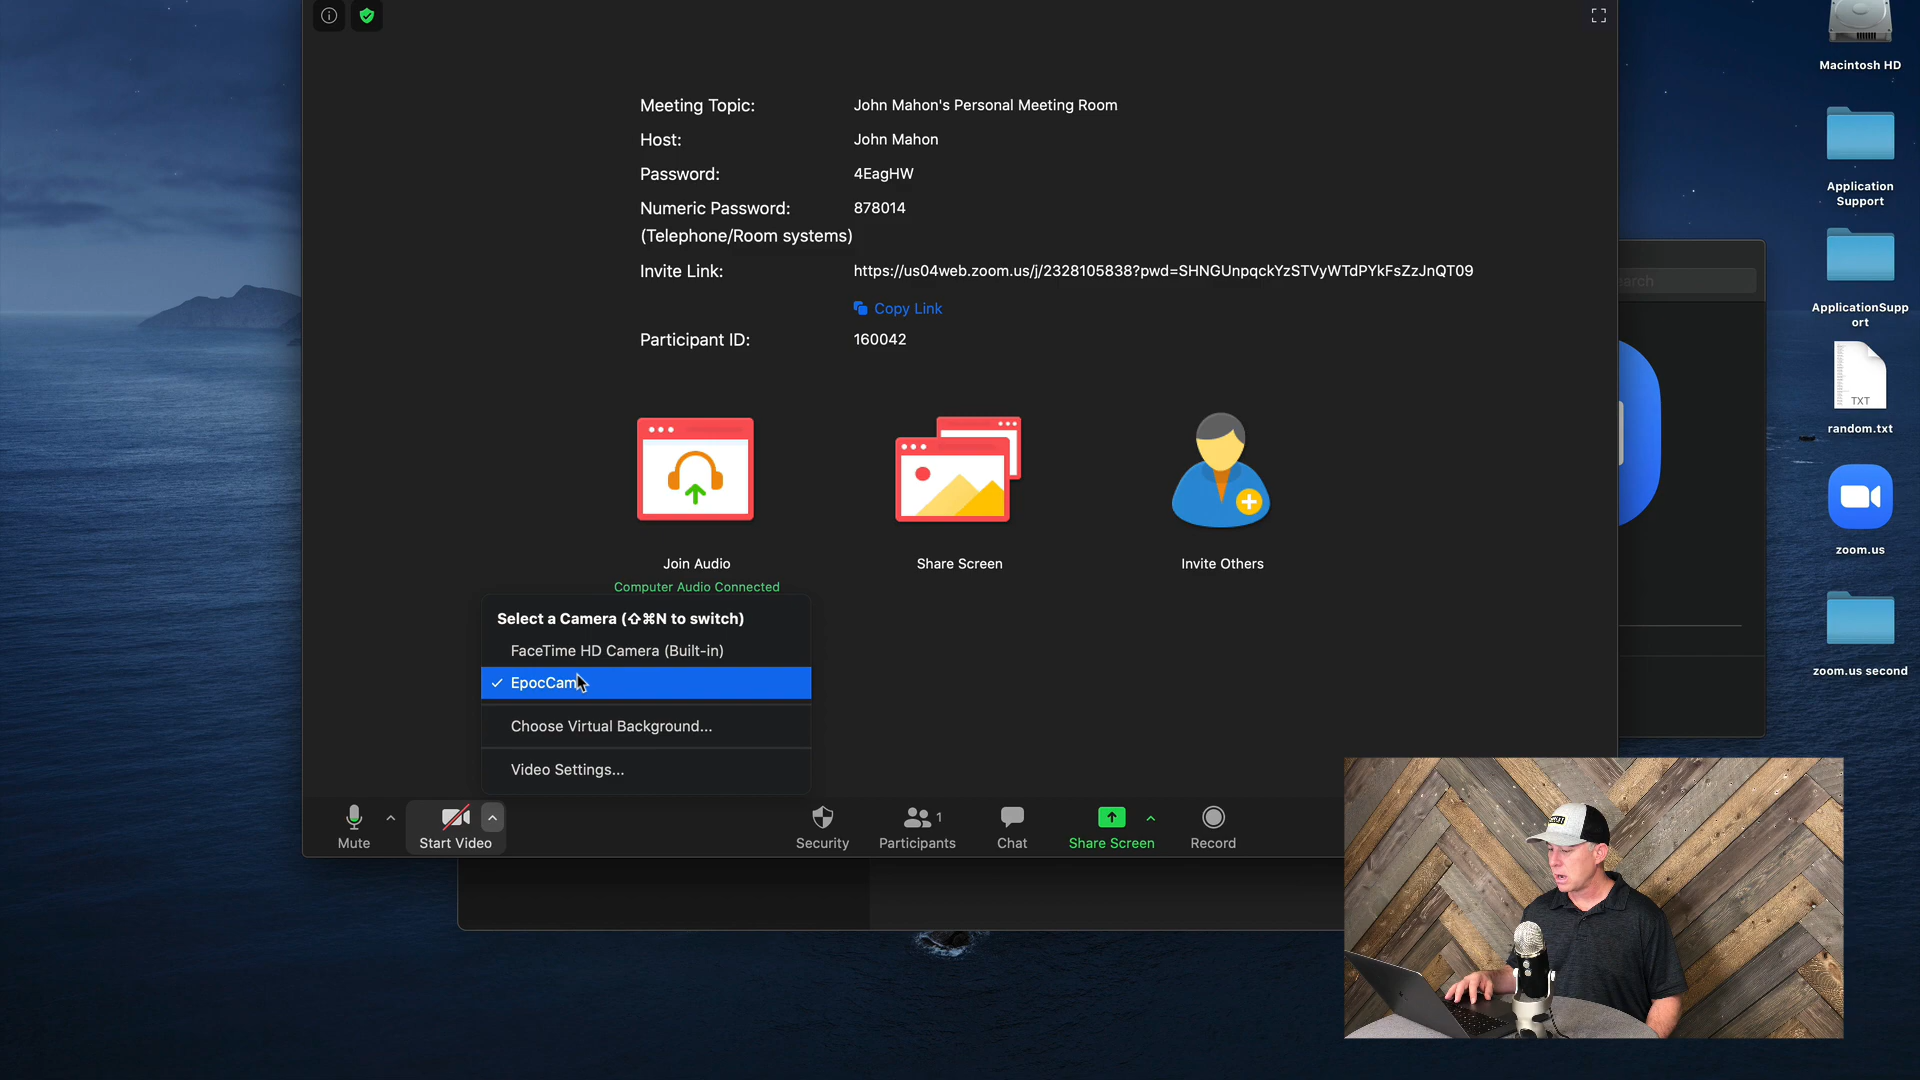 Macintosh HD
Meeting Topic: John Mahon's Personal Meeting Room
Host: John Mahon
Password: 4EagHW
Numeric Password: 878014
(Telephone/Room systems)
Invite Link: https://us04web.zoom.us/j/2328105838?pwd=SHNGUnpqckYzSTVyWTdPYkFsZzJnQT09
Copy Link
Participant ID: 160042
Application
Support
ApplicationSupp
ort
TXT
random.txt
zoom.us
zoom.us second
Join Audio
Computer Audio Connected
Share Screen
Invite Others
Select a Camera (⇧⌘N to switch)
FaceTime HD Camera (Built-in)
✓ EpocCam
Choose Virtual Background...
Video Settings...
Mute
Start Video
Security
Participants 1
Chat
Share Screen
Record